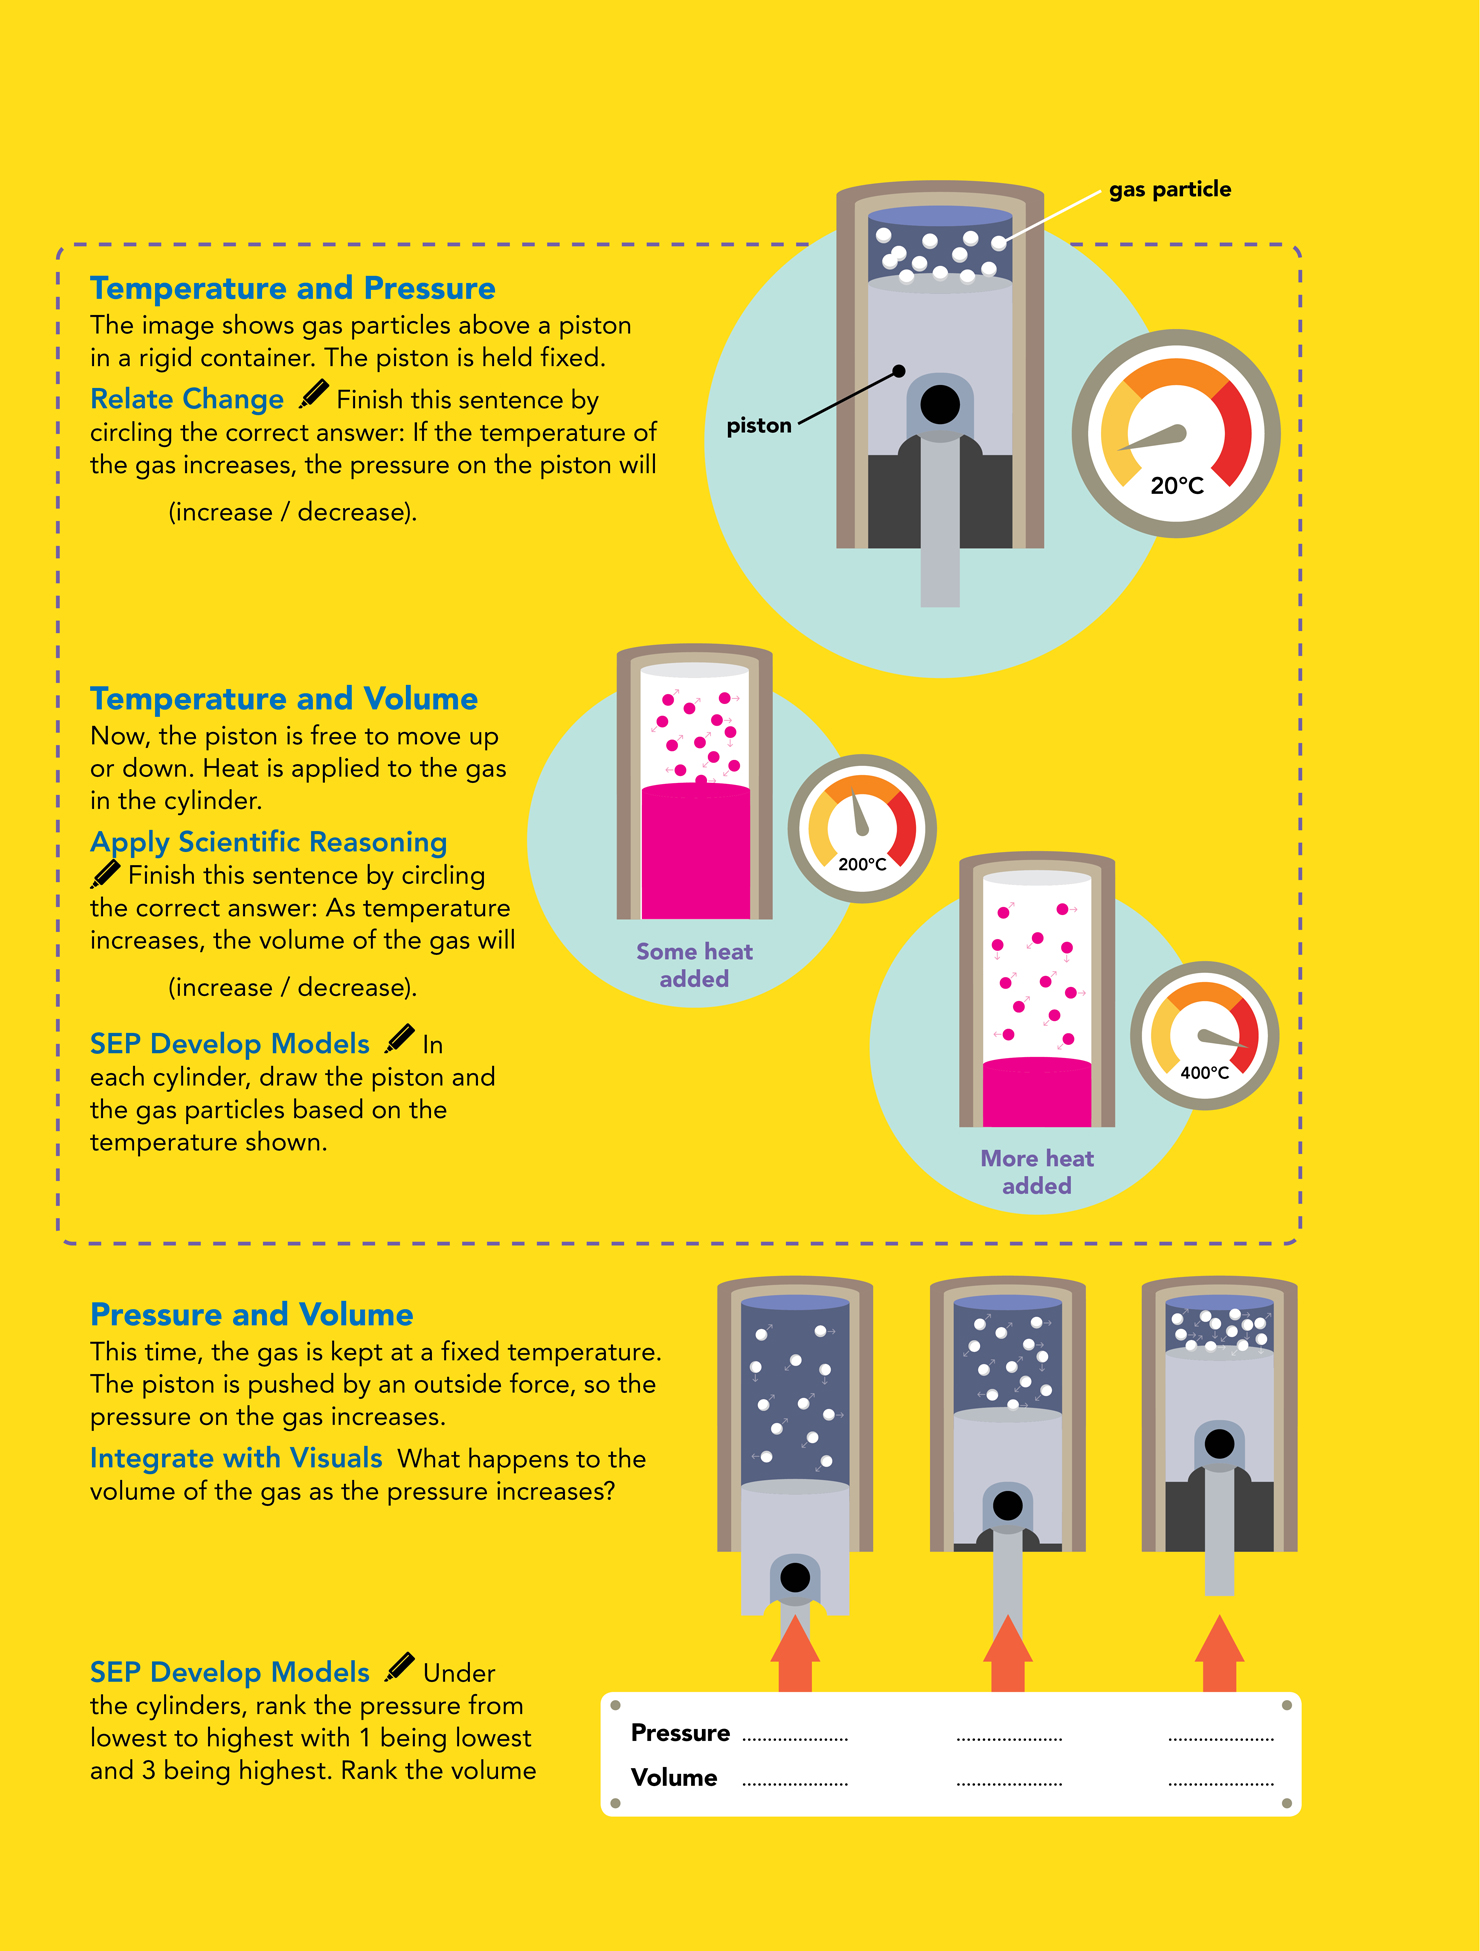 gas particle
Temperature and Pressure
The image shows gas particles above a piston
in a rigid container. The piston is held fixed.
Relate Change Finish this sentence by
circling the correct answer: If the temperature of
the gas increases, the pressure on the piston will
(increase / decrease).
piston
20°C
Temperature and Volume
Now, the piston is free to move up
or down. Heat is applied to the gas
in the cylinder.
Apply Scientific Reasoning
Finish this sentence by circling
the correct answer: As temperature
increases, the volume of the gas will
(increase / decrease).
SEP Develop Models In
each cylinder, draw the piston and
the gas particles based on the
temperature shown.
200°C
Some heat
added
400°C
More heat
added
Pressure and Volume
This time, the gas is kept at a fixed temperature.
The piston is pushed by an outside force, so the
pressure on the gas increases.
Integrate with Visuals What happens to the
volume of the gas as the pressure increases?
SEP Develop Models Under
the cylinders, rank the pressure from
lowest to highest with 1 being lowest
and 3 being highest. Rank the volume
Pressure
Volume